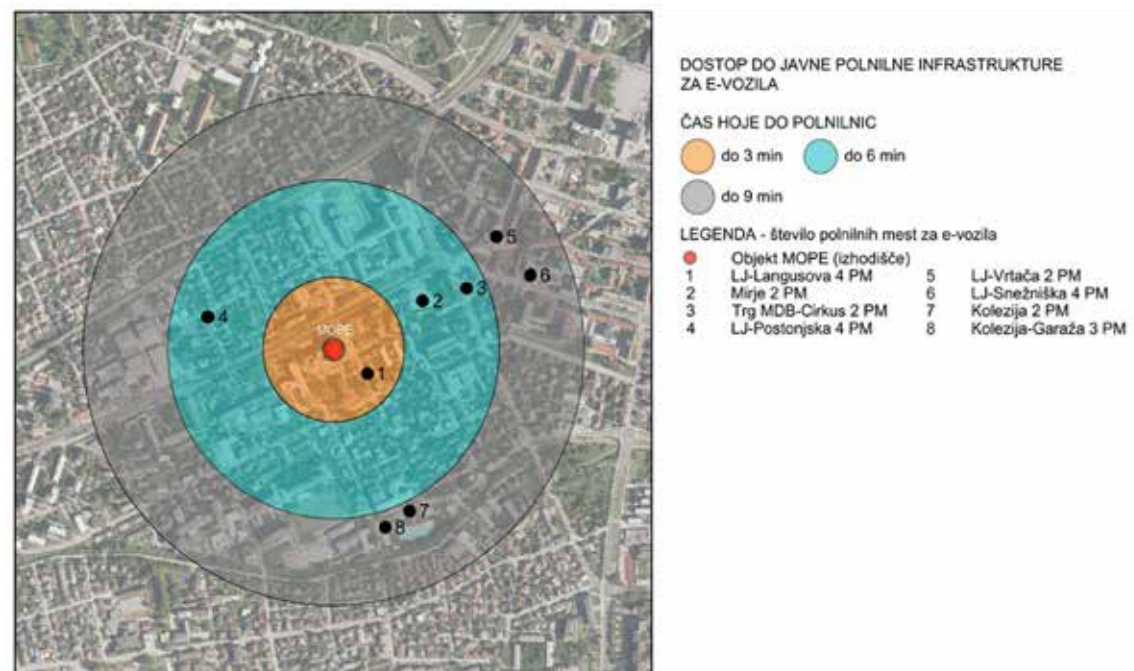 DOSTOP DO JAVNE POLNILNE INFRASTRUKTURE
ZA E-VOZILA
ČAS HOJE DO POLNILNIC
do 3 min
do 6 min
do 9 min
LEGENDA - število polnilnih mest za e-vozila
Objekt MOPE (izhodišče)
1 LJ-Langusova 4 PM
2 Mirje 2 PM
3 Trg MDB-Cirkus 2 PM
4 LJ-Postonjska 4 PM
5 LJ-Vrtača 2 PM
6 LJ-Snežniška 4 PM
7 Kolezija 2 PM
8 Kolezija-Garaža 3 PM
5
6
3
2
4
MOPE
1
7
8